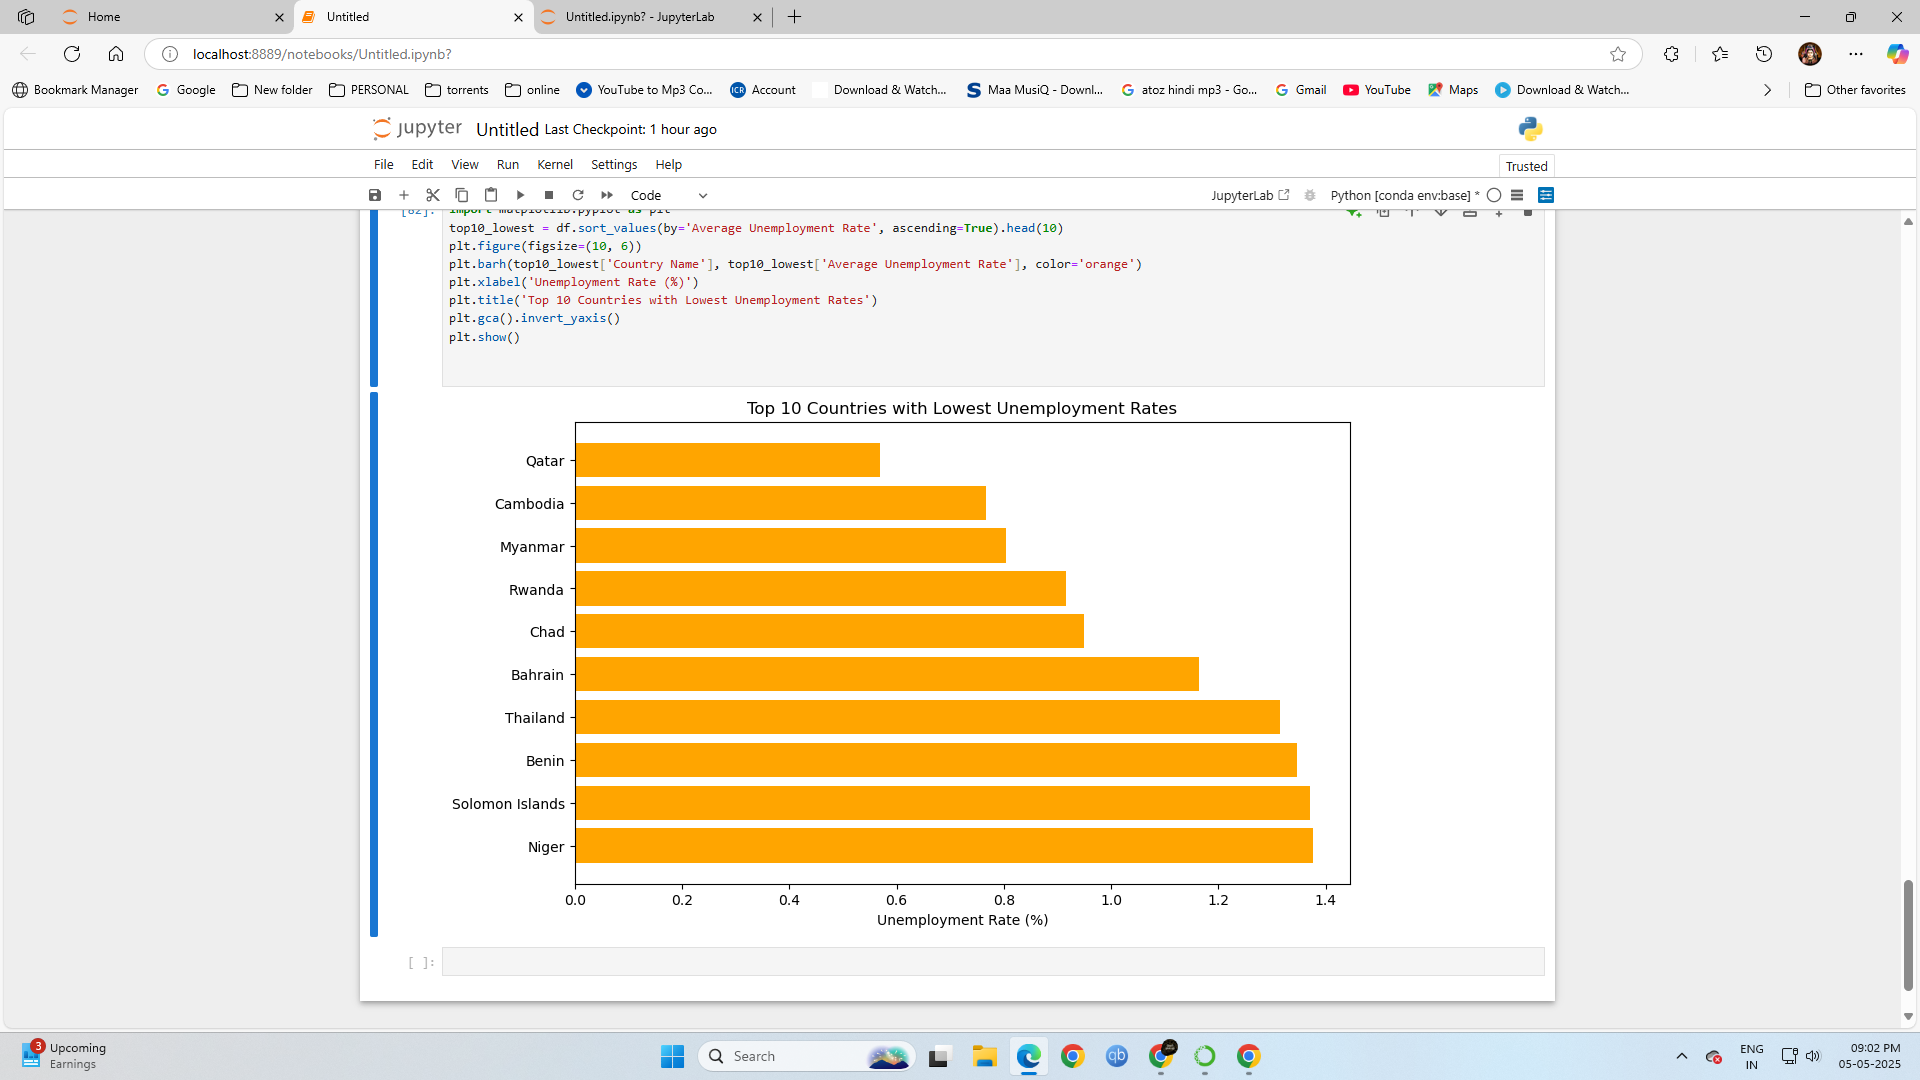 Home
Untitled
Untitled.ipynb? - JupyterLab
localhost:8889/notebooks/Untitled.ipynb?
Bookmark Manager
Google
New folder
PERSONAL
torrents
online
YouTube to Mp3 Co...
ICR
Account
Download & Watch...
Maa MusiQ - Downl...
atoz hindi mp3 - Go...
Gmail
YouTube
Maps
Download & Watch...
Other favorites
jupyter
Untitled Last Checkpoint: 1 hour ago
File Edit View Run Kernel Settings Help
Trusted
Code
JupyterLab
Python [conda env:base] *
[82]:
import matplotlib.pyplot as plt
top10_lowest = df.sort_values(by='Average Unemployment Rate', ascending=True).head(10)
plt.figure(figsize=(10, 6))
plt.barh(top10_lowest['Country Name'], top10_lowest['Average Unemployment Rate'], color='orange')
plt.xlabel('Unemployment Rate (%)')
plt.title('Top 10 Countries with Lowest Unemployment Rates')
plt.gca().invert_yaxis()
plt.show()
Top 10 Countries with Lowest Unemployment Rates
Qatar
Cambodia
Myanmar
Rwanda
Chad
Bahrain
Thailand
Benin
Solomon Islands
Niger
0.0 0.2 0.4 0.6 0.8 1.0 1.2 1.4
Unemployment Rate (%)
[ ]:
3
Upcoming
Earnings
Search
qb
ENG
IN
09:02 PM
05-05-2025